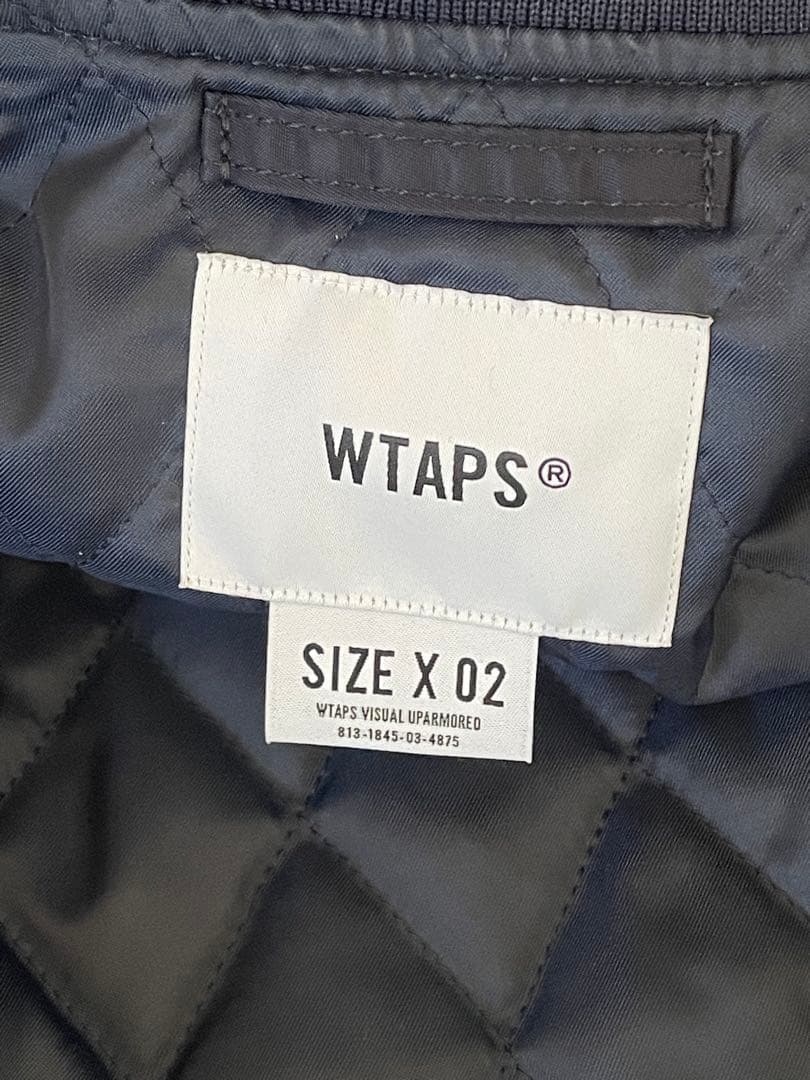 WTAPS®
SIZE X 02
WTAPS VISUAL UPARMORED
813-1845-03-4875